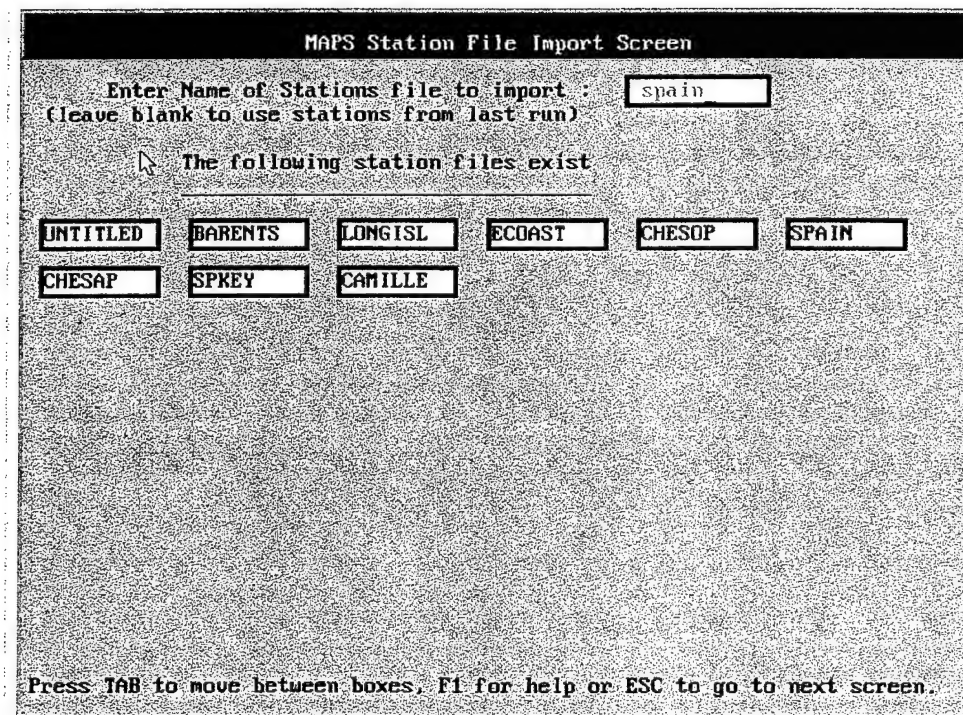 MAPS Station File Import Screen
Enter Name of Stations file to import : spain_
(leave blank to use stations from last run)
The following station files exist
UNTITLED BARENTS LONGISL ECOAST CHESOP SPAIN
CHESAP SPKEY CAMILLE
Press TAB to move between boxes, F1 for help or ESC to go to next screen.